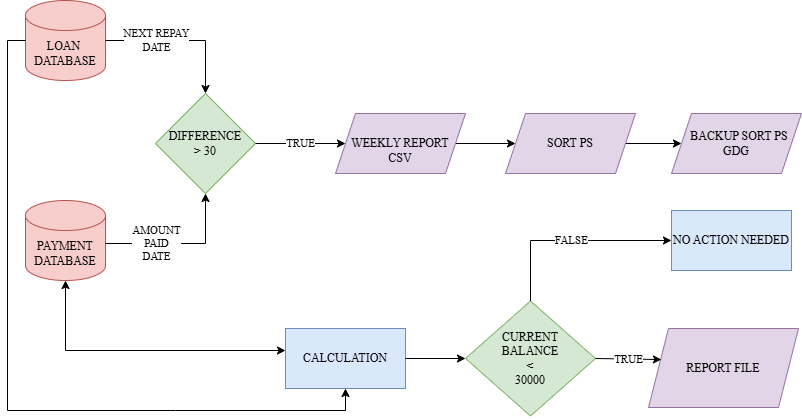 LOAN
DATABASE
NEXT REPAY
DATE
DIFFERENCE
> 30
TRUE
WEEKLY REPORT
CSV
SORT PS
BACKUP SORT PS
GDG
PAYMENT
DATABASE
AMOUNT
PAID
DATE
FALSE
NO ACTION NEEDED
CALCULATION
CURRENT
BALANCE
<
30000
TRUE
REPORT FILE